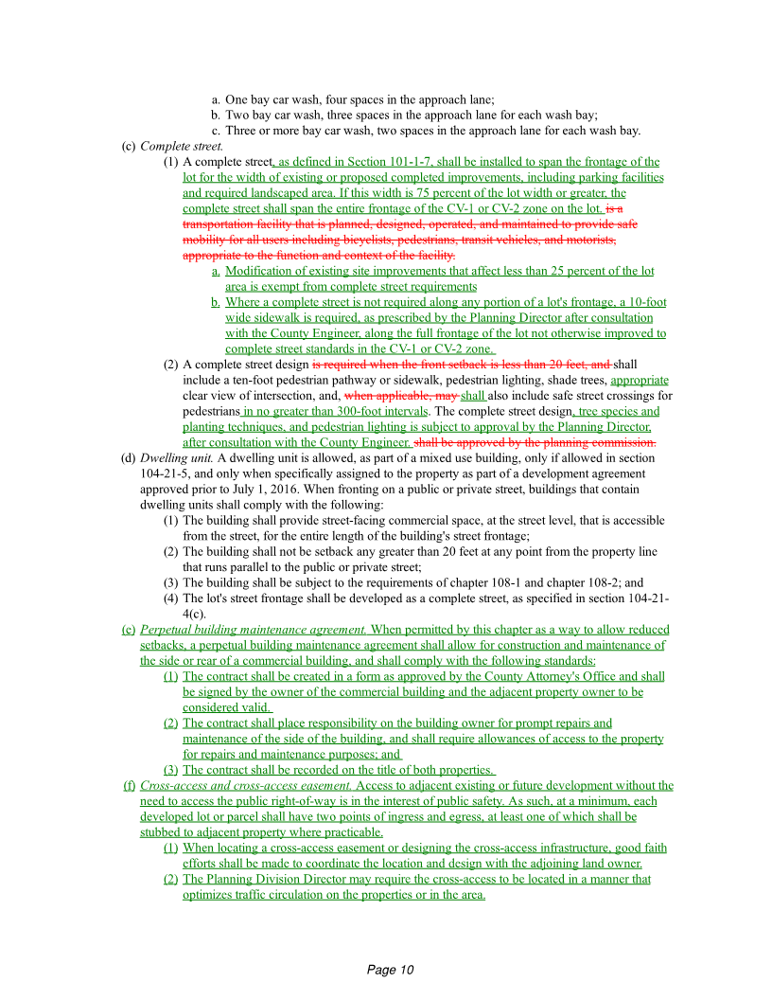 a. One bay car wash, four spaces in the approach lane;
b. Two bay car wash, three spaces in the approach lane for each wash bay;
c. Three or more bay car wash, two spaces in the approach lane for each wash bay.
(c) Complete street.
(1) A complete street, as defined in Section 101-1-7, shall be installed to span the frontage of the
lot for the width of existing or proposed completed improvements, including parking facilities
and required landscaped area. If this width is 75 percent of the lot width or greater, the
complete street shall span the entire frontage of the CV-1 or CV-2 zone on the lot. is a
transportation facility that is planned, designed, operated, and maintained to provide safe
mobility for all users including bicyclists, pedestrians, transit vehicles, and motorists,
appropriate to the function and context of the facility.
a. Modification of existing site improvements that affect less than 25 percent of the lot
area is exempt from complete street requirements
b. Where a complete street is not required along any portion of a lot's frontage, a 10-foot
wide sidewalk is required, as prescribed by the Planning Director after consultation
with the County Engineer, along the full frontage of the lot not otherwise improved to
complete street standards in the CV-1 or CV-2 zone.
(2) A complete street design is required when the front setback is less than 20 feet, and shall
include a ten-foot pedestrian pathway or sidewalk, pedestrian lighting, shade trees, appropriate
clear view of intersection, and, when applicable, may shall also include safe street crossings for
pedestrians in no greater than 300-foot intervals. The complete street design, tree species and
planting techniques, and pedestrian lighting is subject to approval by the Planning Director,
after consultation with the County Engineer. shall be approved by the planning commission.
(d) Dwelling unit. A dwelling unit is allowed, as part of a mixed use building, only if allowed in section
104-21-5, and only when specifically assigned to the property as part of a development agreement
approved prior to July 1, 2016. When fronting on a public or private street, buildings that contain
dwelling units shall comply with the following:
(1) The building shall provide street-facing commercial space, at the street level, that is accessible
from the street, for the entire length of the building's street frontage;
(2) The building shall not be setback any greater than 20 feet at any point from the property line
that runs parallel to the public or private street;
(3) The building shall be subject to the requirements of chapter 108-1 and chapter 108-2; and
(4) The lot's street frontage shall be developed as a complete street, as specified in section 104-21-
4(c).
(e) Perpetual building maintenance agreement. When permitted by this chapter as a way to allow reduced
setbacks, a perpetual building maintenance agreement shall allow for construction and maintenance of
the side or rear of a commercial building, and shall comply with the following standards:
(1) The contract shall be created in a form as approved by the County Attorney's Office and shall
be signed by the owner of the commercial building and the adjacent property owner to be
considered valid.
(2) The contract shall place responsibility on the building owner for prompt repairs and
maintenance of the side of the building, and shall require allowances of access to the property
for repairs and maintenance purposes; and
(3) The contract shall be recorded on the title of both properties.
(f) Cross-access and cross-access easement. Access to adjacent existing or future development without the
need to access the public right-of-way is in the interest of public safety. As such, at a minimum, each
developed lot or parcel shall have two points of ingress and egress, at least one of which shall be
stubbed to adjacent property where practicable.
(1) When locating a cross-access easement or designing the cross-access infrastructure, good faith
efforts shall be made to coordinate the location and design with the adjoining land owner.
(2) The Planning Division Director may require the cross-access to be located in a manner that
optimizes traffic circulation on the properties or in the area.
Page 10